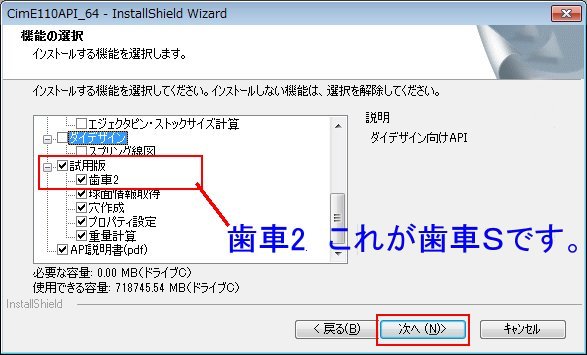 CimE110API_64 - InstallShield Wizard
機能の選択
インストールする機能を選択します。
インストールする機能を選択してください。インストールしない機能は、選択を解除してください。
エジェクタピン・ストックサイズ計算
ダイデザイン
スプリング線図
試用版
歯車2
球面情報取得
穴作成
プロパティ設定
重量計算
API説明書(pdf)
説明
ダイデザイン向けAPI
歯車2 これが歯車Sです。
必要な容量: 0.00 MB(ドライブC)
使用できる容量: 718745.54 MB(ドライブC)
InstallShield
< 戻る(B)
次へ (N)>
キャンセル